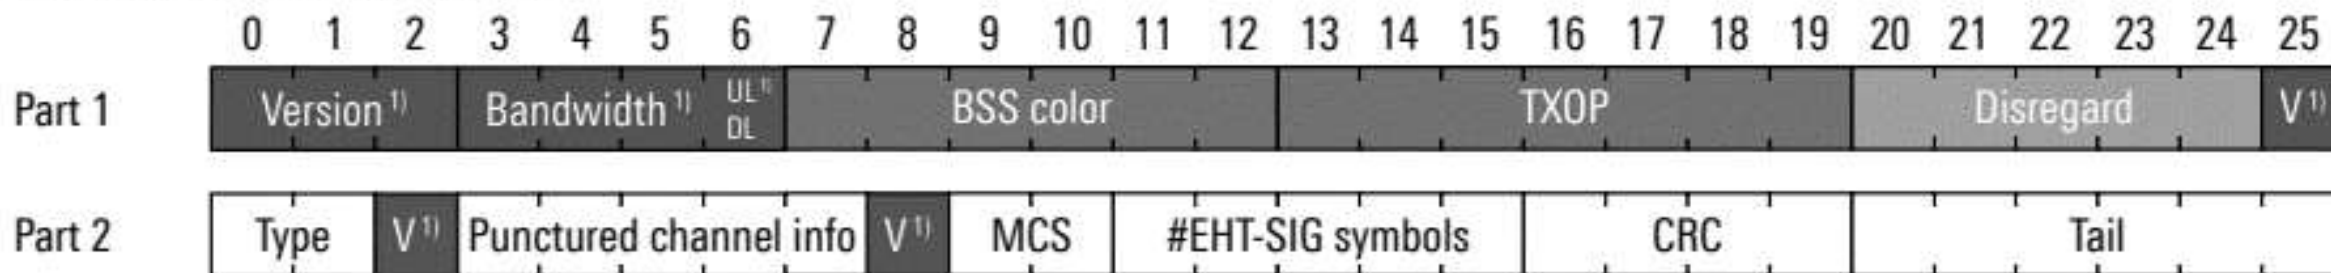 0 1 2 3 4 5 6 7 8 9 10 11 12 13 14 15 16 17 18 19 20 21 22 23 24 25
Part 1 Version 1) Bandwidth 1) UL 1) DL BSS color TXOP Disregard V 1)
Part 2 Type V 1) Punctured channel info V 1) MCS #EHT-SIG symbols CRC Tail